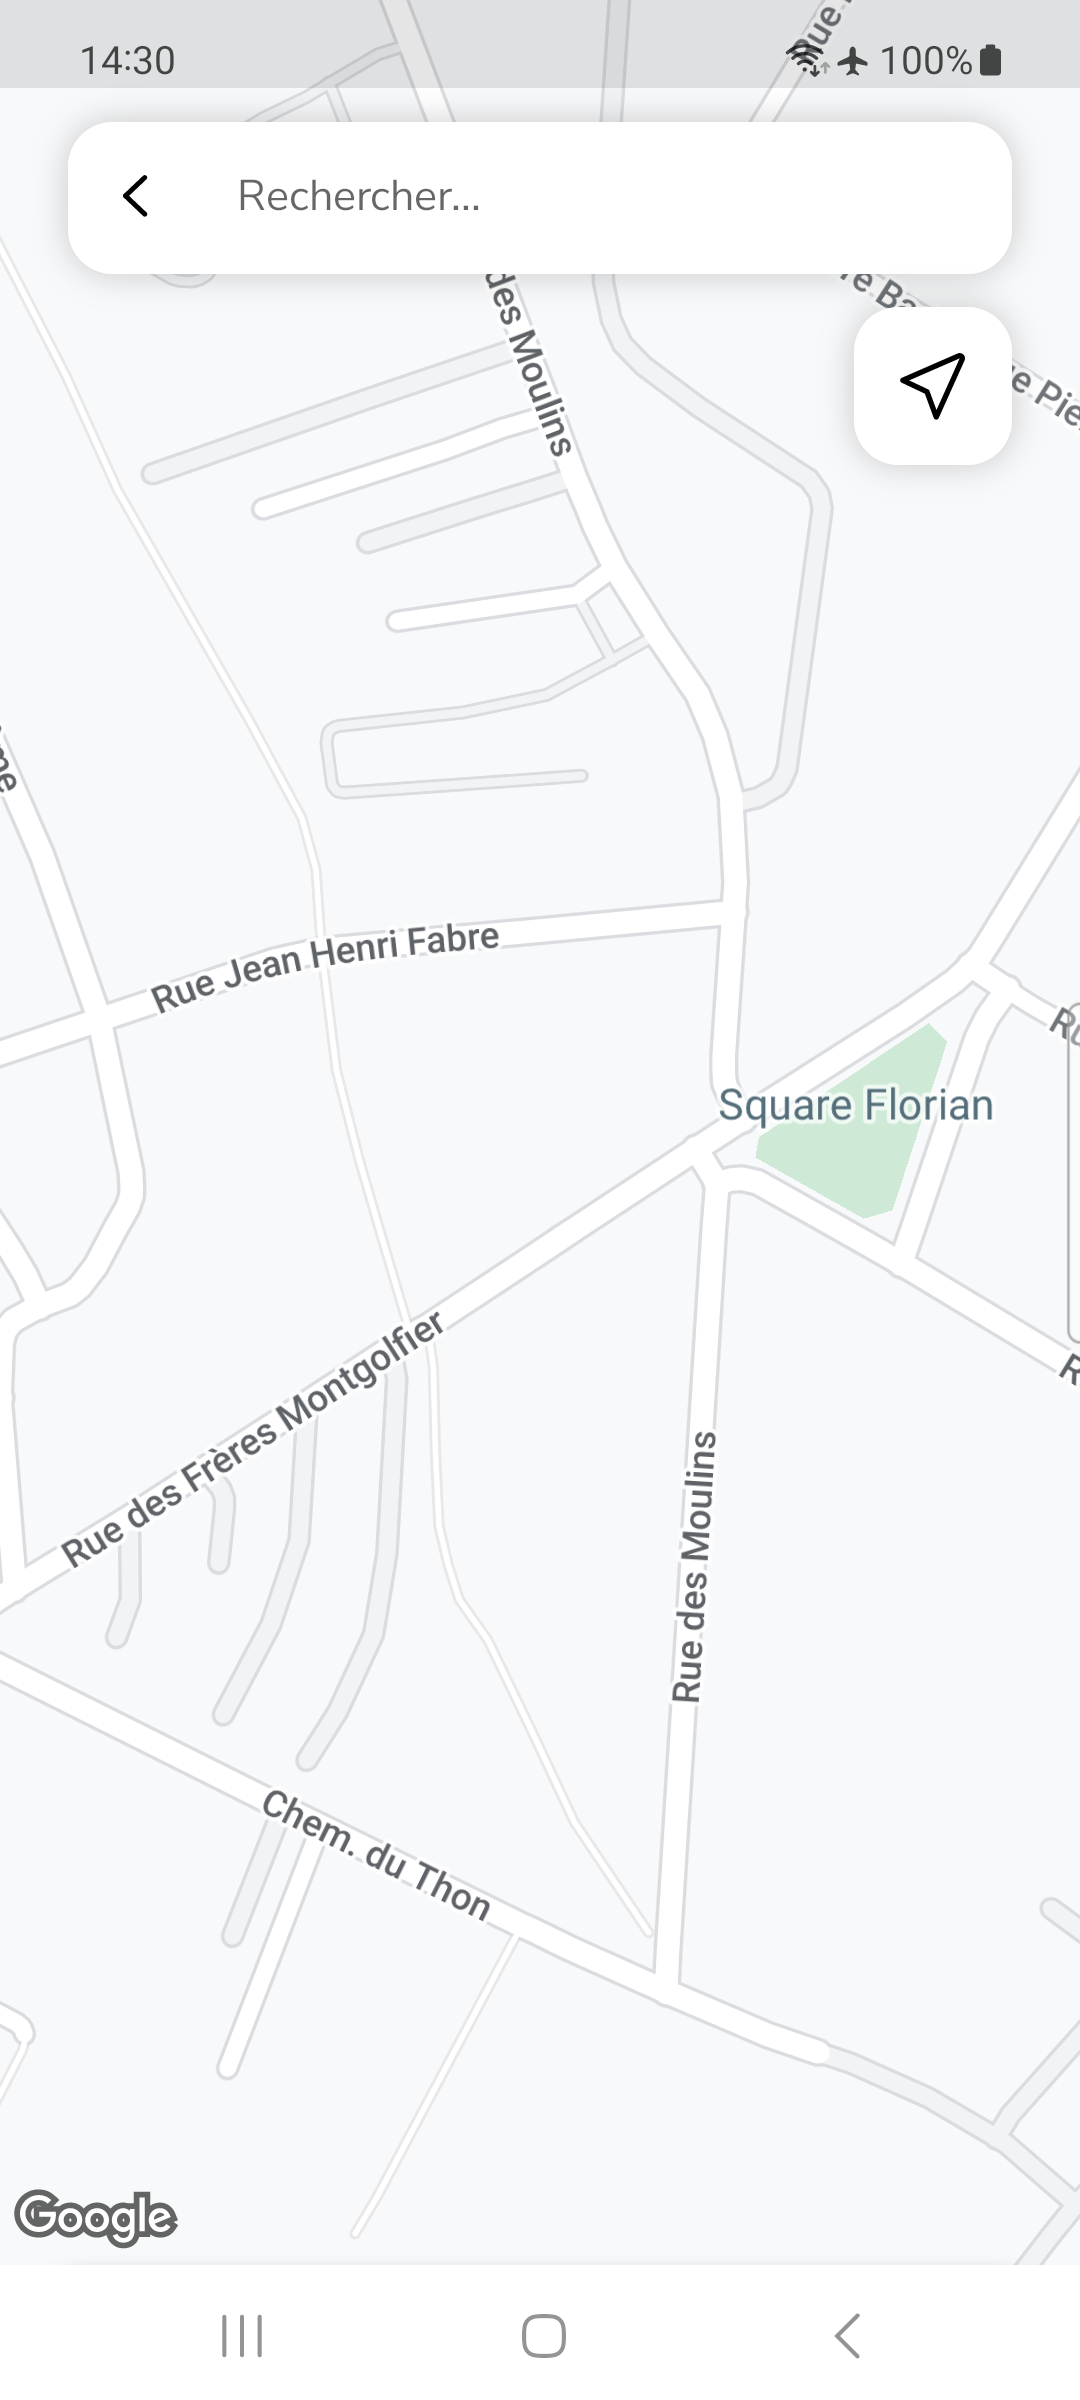 14:30
100%
Rue
Rechercher...
des Moulins
Rue Jean Henri Fabre
Square Florian
Rue des Frères Montgolfier
Rue des Moulins
Chem. du Thon
Google